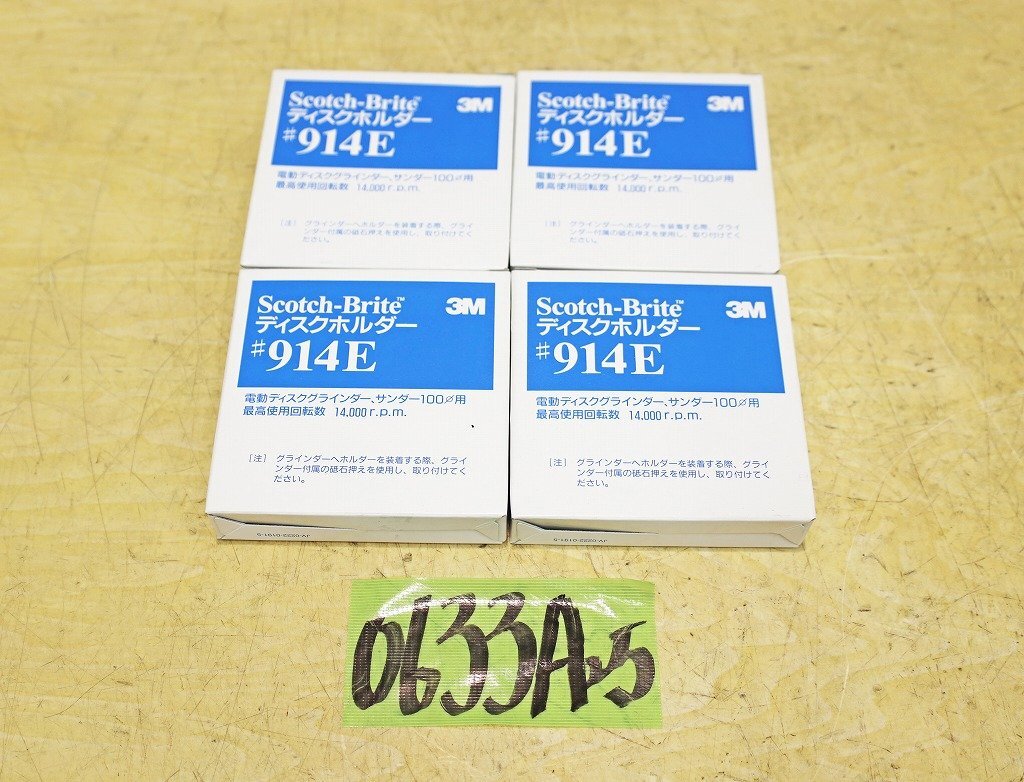 Scotch-Brite™ 3M
ディスクホルダー
#914E
電動ディスクグラインダー、サンダー100⌀用
最高使用回転数 14,000 r.p.m.
[注] グラインダーへホルダーを装着する際、グライ
ンダー付属の砥石押えを使用し、取り付けてく
ださい。
Scotch-Brite™ 3M
ディスクホルダー
#914E
電動ディスクグラインダー、サンダー100⌀用
最高使用回転数 14,000 r.p.m.
[注] グラインダーへホルダーを装着する際、グライ
ンダー付属の砥石押えを使用し、取り付けてく
ださい。
Scotch-Brite™ 3M
ディスクホルダー
#914E
電動ディスクグラインダー、サンダー100⌀用
最高使用回転数 14,000 r.p.m.
[注] グラインダーへホルダーを装着する際、グライ
ンダー付属の砥石押えを使用し、取り付けてく
ださい。
Scotch-Brite™ 3M
ディスクホルダー
#914E
電動ディスクグラインダー、サンダー100⌀用
最高使用回転数 14,000 r.p.m.
[注] グラインダーへホルダーを装着する際、グライ
ンダー付属の砥石押えを使用し、取り付けてく
ださい。